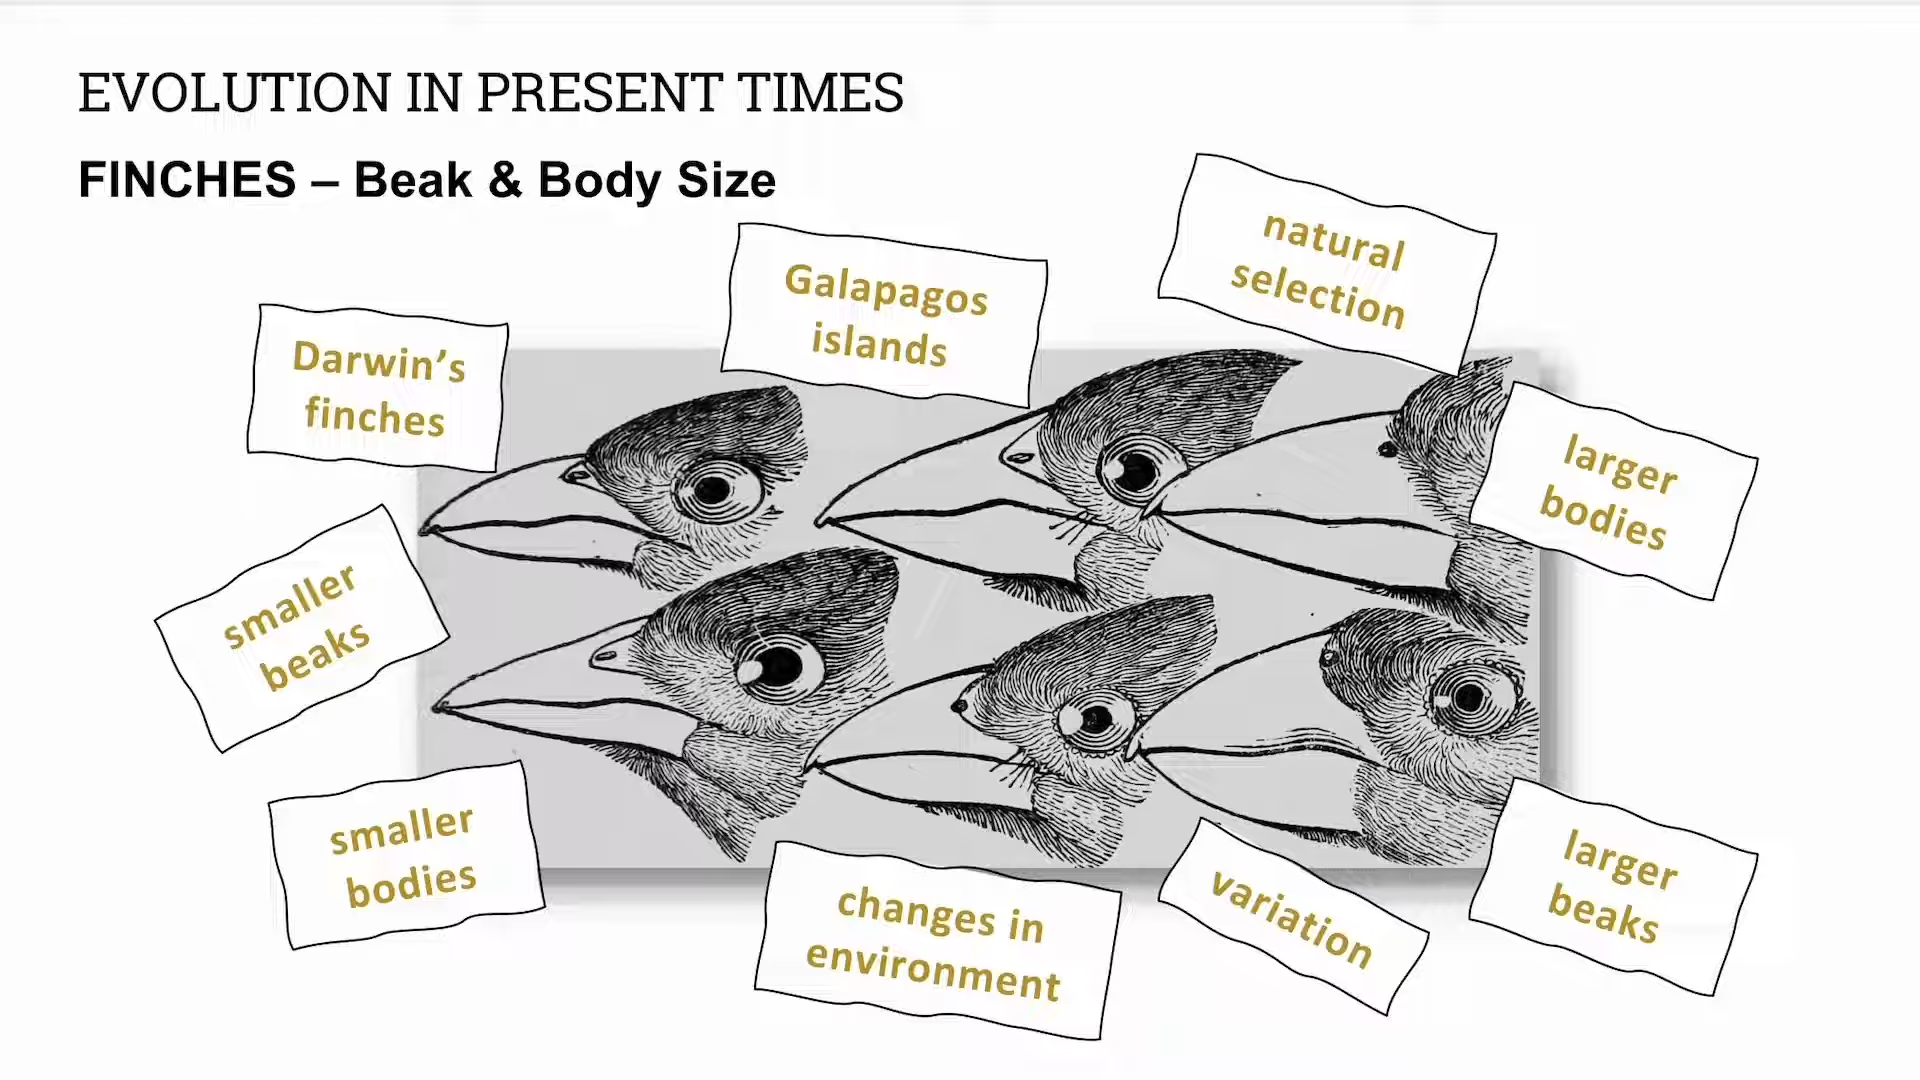 EVOLUTION IN PRESENT TIMES
FINCHES – Beak & Body Size
natural
selection
Galapagos
islands
Darwin’s
finches
larger
bodies
smaller
beaks
smaller
bodies
changes in
environment
variation
larger
beaks